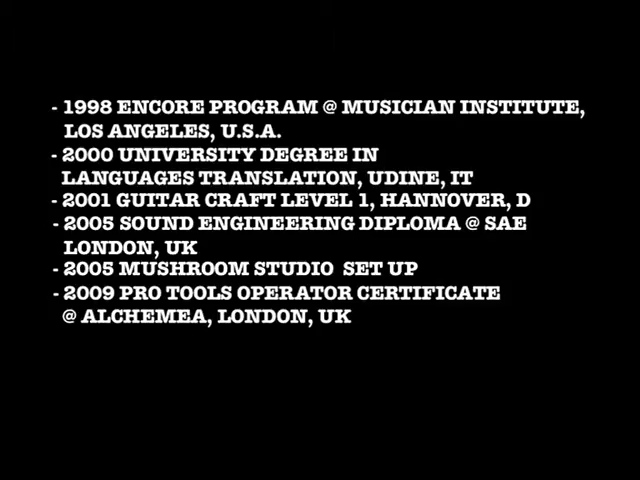 - 1998 ENCORE PROGRAM @ MUSICIAN INSTITUTE,
LOS ANGELES, U.S.A.
- 2000 UNIVERSITY DEGREE IN
LANGUAGES TRANSLATION, UDINE, IT
- 2001 GUITAR CRAFT LEVEL 1, HANNOVER, D
- 2005 SOUND ENGINEERING DIPLOMA @ SAE
LONDON, UK
- 2005 MUSHROOM STUDIO SET UP
- 2009 PRO TOOLS OPERATOR CERTIFICATE
@ ALCHEMEA, LONDON, UK